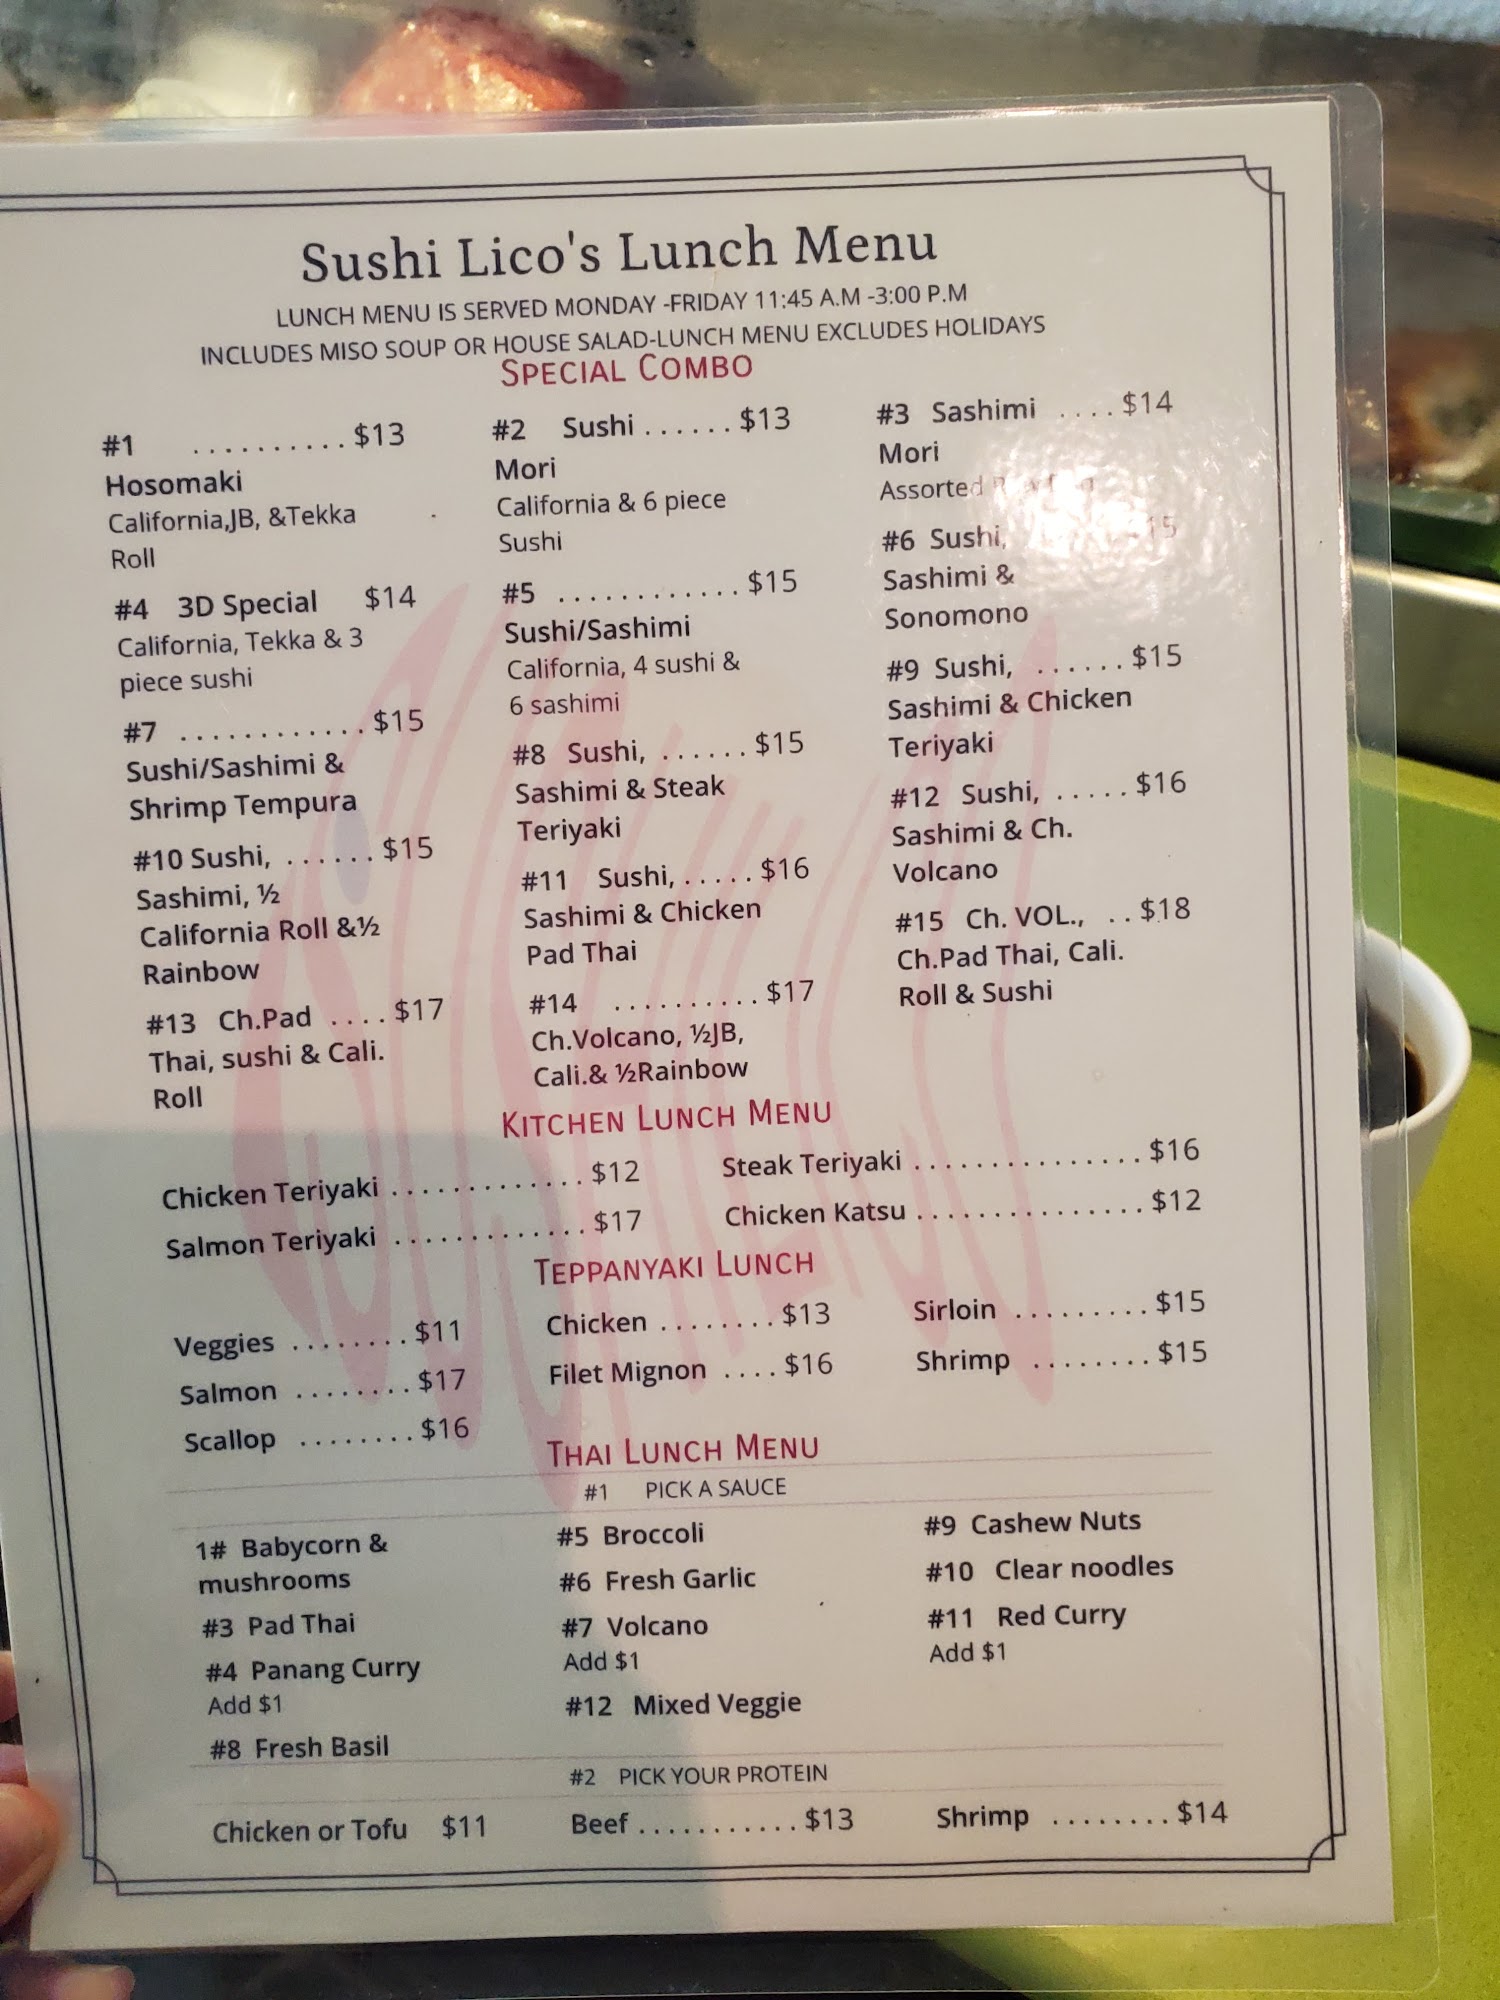 Sushi Lico's Lunch Menu
LUNCH MENU IS SERVED MONDAY -FRIDAY 11:45 A.M -3:00 P.M
INCLUDES MISO SOUP OR HOUSE SALAD-LUNCH MENU EXCLUDES HOLIDAYS
SPECIAL COMBO
#1 .......... $13
Hosomaki
California,JB, &Tekka
Roll
#2 Sushi ...... $13
Mori
California & 6 piece
Sushi
#3 Sashimi .... $14
Mori
Assorted
#4 3D Special $14
California, Tekka & 3
piece sushi
#5 ............ $15
Sushi/Sashimi
California, 4 sushi &
6 sashimi
#6 Sushi, $15
Sashimi &
Sonomono
#7 ............ $15
Sushi/Sashimi &
Shrimp Tempura
#8 Sushi, ...... $15
Sashimi & Steak
Teriyaki
#9 Sushi, ...... $15
Sashimi & Chicken
Teriyaki
#10 Sushi, ...... $15
Sashimi, ½
California Roll &½
Rainbow
#11 Sushi, ..... $16
Sashimi & Chicken
Pad Thai
#12 Sushi, ..... $16
Sashimi & Ch.
Volcano
#13 Ch.Pad .... $17
Thai, sushi & Cali.
Roll
#14 .......... $17
Ch.Volcano, ½JB,
Cali.& ½Rainbow
#15 Ch. VOL., .. $18
Ch.Pad Thai, Cali.
Roll & Sushi
KITCHEN LUNCH MENU
Chicken Teriyaki ............. $12
Steak Teriyaki ............... $16
Salmon Teriyaki ............. $17
Chicken Katsu ............... $12
TEPPANYAKI LUNCH
Veggies ........ $11
Chicken ........ $13
Sirloin ......... $15
Salmon ........ $17
Filet Mignon .... $16
Shrimp ........ $15
Scallop ........ $16
THAI LUNCH MENU
#1 PICK A SAUCE
1# Babycorn &
mushrooms
#3 Pad Thai
#4 Panang Curry
Add $1
#8 Fresh Basil
#5 Broccoli
#6 Fresh Garlic
#7 Volcano
Add $1
#12 Mixed Veggie
#9 Cashew Nuts
#10 Clear noodles
#11 Red Curry
Add $1
#2 PICK YOUR PROTEIN
Chicken or Tofu $11
Beef ........... $13
Shrimp ........ $14